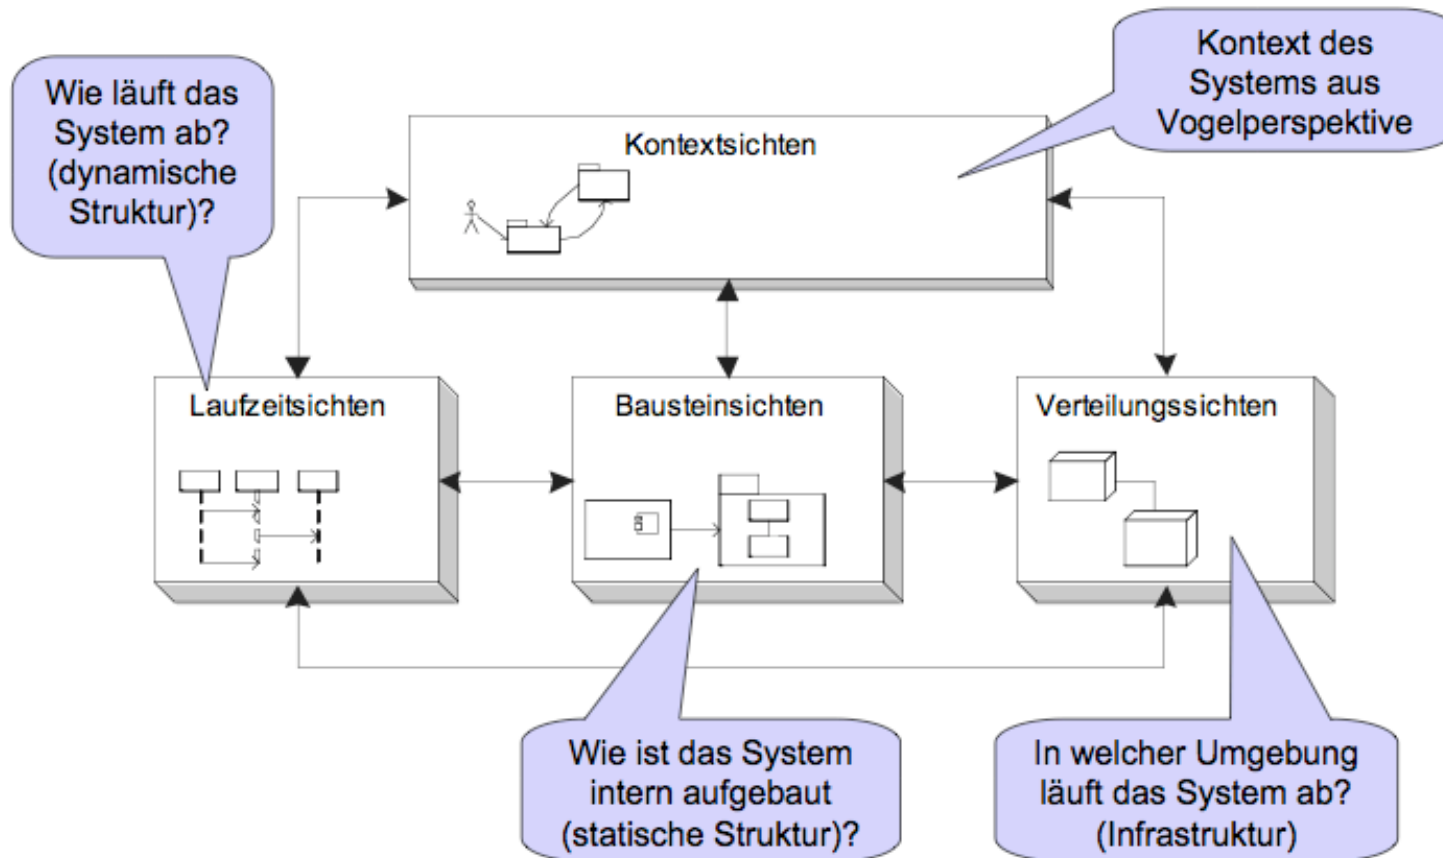 Wie läuft das
System ab?
(dynamische
Struktur)?
Kontext des
Systems aus
Vogelperspektive
Kontextsichten
Laufzeitsichten
Bausteinsichten
Verteilungssichten
Wie ist das System
intern aufgebaut
(statische Struktur)?
In welcher Umgebung
läuft das System ab?
(Infrastruktur)